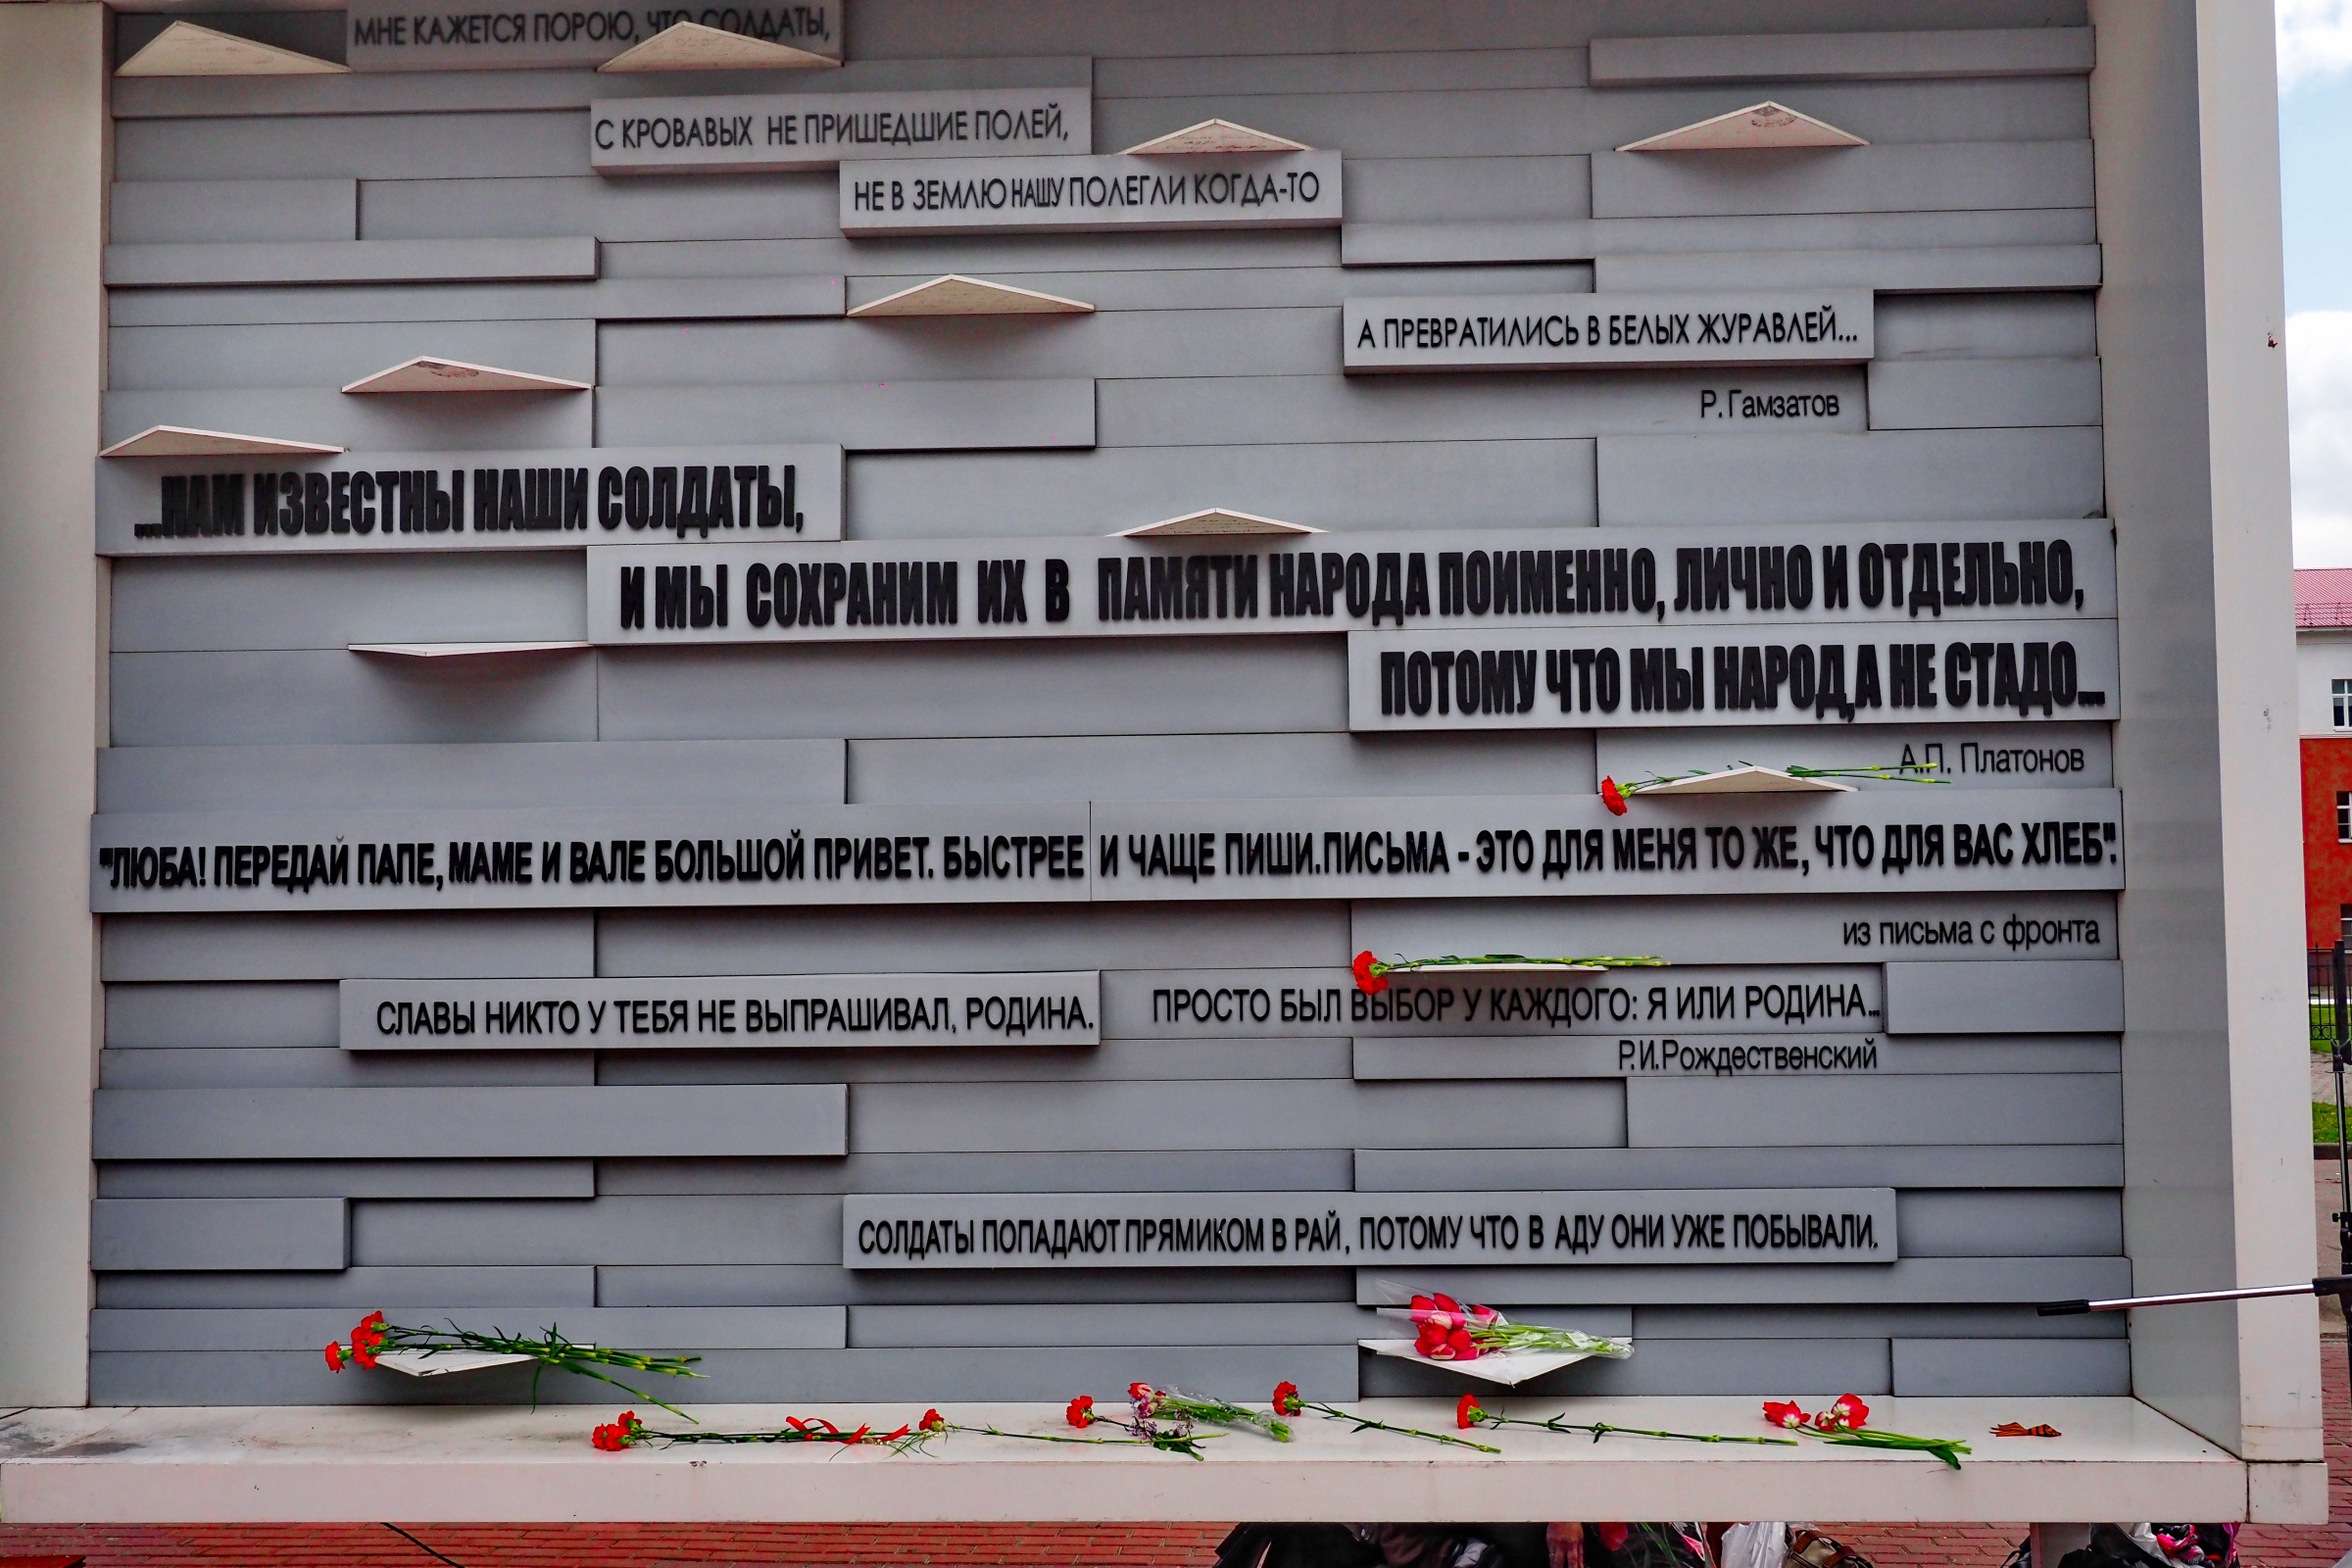 МНЕ КАЖЕТСЯ ПОРОЮ, ЧТО СОЛДАТЫ,
С КРОВАВЫХ НЕ ПРИШЕДШИЕ ПОЛЕЙ,
НЕ В ЗЕМЛЮ НАШУ ПОЛЕГЛИ КОГДА-ТО
А ПРЕВРАТИЛИСЬ В БЕЛЫХ ЖУРАВЛЕЙ...
Р. Гамзатов
...НАМ ИЗВЕСТНЫ НАШИ СОЛДАТЫ,
И МЫ СОХРАНИМ ИХ В ПАМЯТИ НАРОДА ПОИМЕННО, ЛИЧНО И ОТДЕЛЬНО,
ПОТОМУ ЧТО МЫ НАРОД,А НЕ СТАДО...
А.П. Платонов
"ЛЮБА! ПЕРЕДАЙ ПАПЕ, МАМЕ И ВАЛЕ БОЛЬШОЙ ПРИВЕТ. БЫСТРЕЕ И ЧАЩЕ ПИШИ.ПИСЬМА - ЭТО ДЛЯ МЕНЯ ТО ЖЕ, ЧТО ДЛЯ ВАС ХЛЕБ".
из письма с фронта
СЛАВЫ НИКТО У ТЕБЯ НЕ ВЫПРАШИВАЛ, РОДИНА. ПРОСТО БЫЛ ВЫБОР У КАЖДОГО: Я ИЛИ РОДИНА...
Р.И.Рождественский
СОЛДАТЫ ПОПАДАЮТ ПРЯМИКОМ В РАЙ, ПОТОМУ ЧТО В АДУ ОНИ УЖЕ ПОБЫВАЛИ.